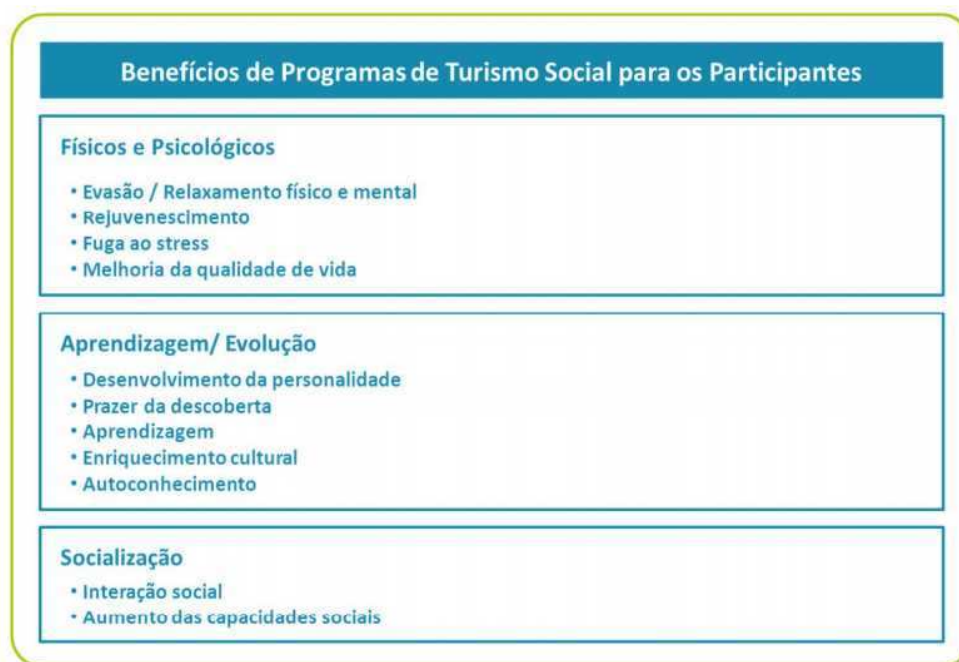 Benefícios de Programas de Turismo Social para os Participantes
Físicos e Psicológicos
• Evasão / Relaxamento físico e mental
• Rejuvenescimento
• Fuga ao stress
• Melhoria da qualidade de vida
Aprendizagem/ Evolução
• Desenvolvimento da personalidade
• Prazer da descoberta
• Aprendizagem
• Enriquecimento cultural
• Autoconhecimento
Socialização
• Interação social
• Aumento das capacidades sociais